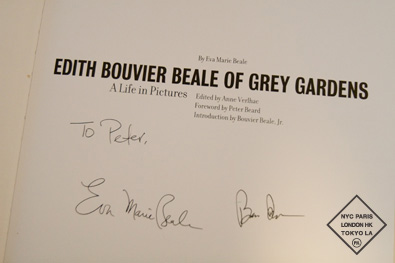 By Eva Marie Beale
EDITH BOUVIER BEALE OF GREY GARDENS
A Life in Pictures
Edited by Anne Verlhac
Foreword by Peter Beard
Introduction by Bouvier Beale, Jr.
To Peter,
Eva Marie Beale
NYC PARIS
LONDON HK
TOKYO LA